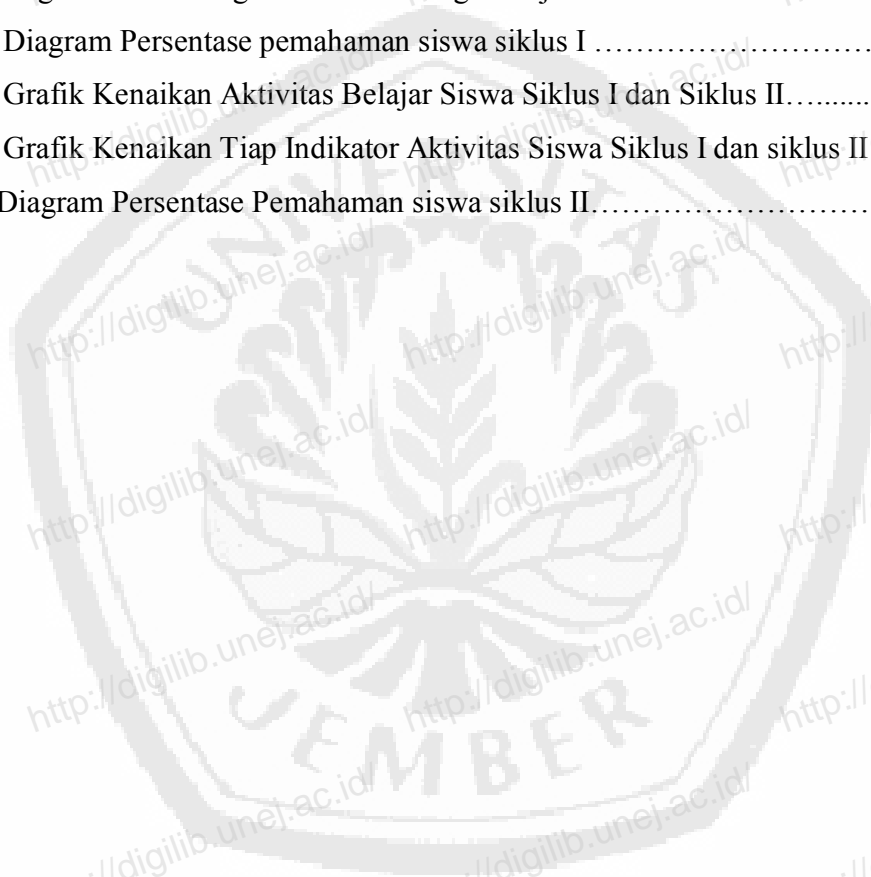 Diagram Persentase pemahaman siswa siklus I ………………………
Grafik Kenaikan Aktivitas Belajar Siswa Siklus I dan Siklus II….......
Grafik Kenaikan Tiap Indikator Aktivitas Siswa Siklus I dan siklus II
Diagram Persentase Pemahaman siswa siklus II………………………
UNIVERSITAS
JEMBER
http://digilib.unej.ac.id/
http://digilib.unej.ac.id/
http://
http://digilib.unej.ac.id/
http://digilib.unej.ac.id/
http://
http://digilib.unej.ac.id/
http://digilib.unej.ac.id/
http://
http://digilib.unej.ac.id/
http://digilib.unej.ac.id/
http://
://digilib.unej.ac.id/
://digilib.unej.ac.id/